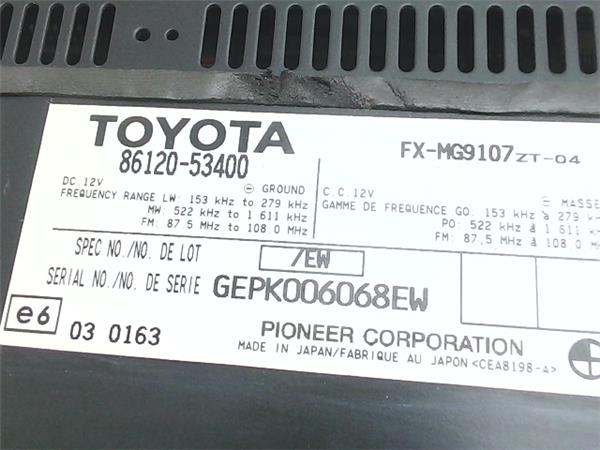 TOYOTA
86120-53400
FX-MG9107ZT-04
DC.12V ⊖ GROUND
FREQUENCY RANGE LW: 153 kHz to 279 kHz
MW: 522 kHz to 1 611 kHz
FM: 87.5 MHz to 108.0 MHz
C.C.12V ⊖ MASSE
GAMME DE FREQUENCE GO: 153 kHz à 279 kHz
PO: 522 kHz à 1 611 kHz
FM: 87,5 MHz à 108.0 MHz
SPEC NO./NO. DE LOT /EW
SERIAL NO./NO. DE SERIE GEPK006068EW
e6 03 0163
PIONEER CORPORATION
MADE IN JAPAN/FABRIQUE AU JAPON <CEA8198-A>